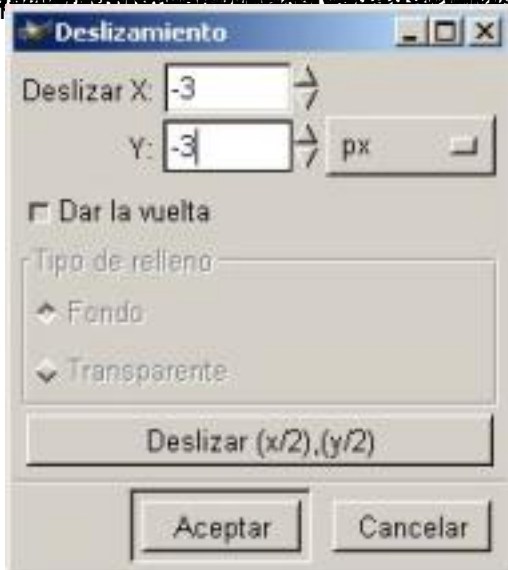 Deslizamiento
Deslizar X: -3
Y: -3 px
Dar la vuelta
Tipo de relleno
Fondo
Transparente
Deslizar (x/2),(y/2)
Aceptar Cancelar